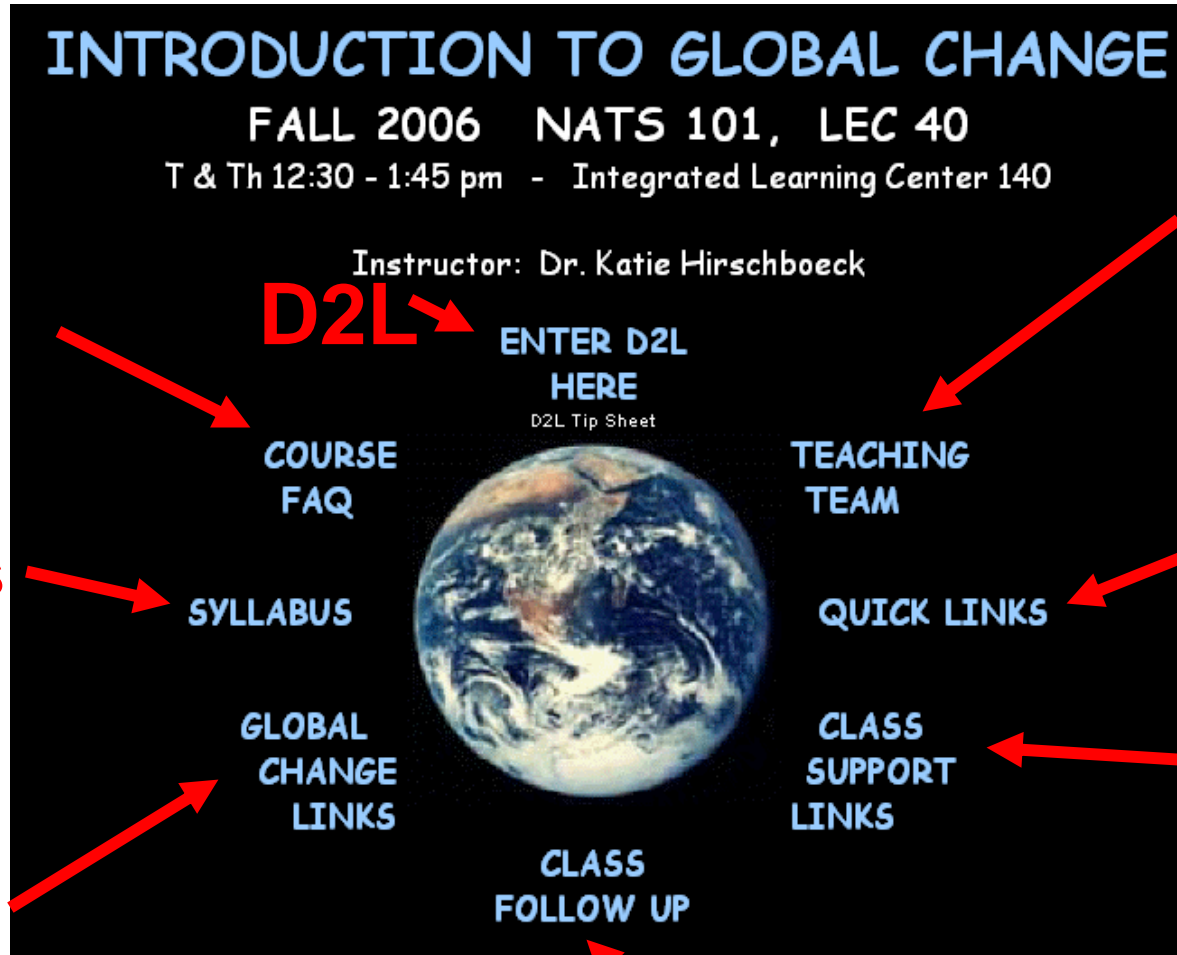 INTRODUCTION TO GLOBAL CHANGE
FALL 2006 NATS 101, LEC 40
T & Th 12:30 - 1:45 pm - Integrated Learning Center 140
Instructor: Dr. Katie Hirschboeck
D2L
ENTER D2L
HERE
D2L Tip Sheet
COURSE
FAQ
TEACHING
TEAM
S
SYLLABUS
QUICK LINKS
GLOBAL
CHANGE
LINKS
CLASS
SUPPORT
LINKS
CLASS
FOLLOW UP